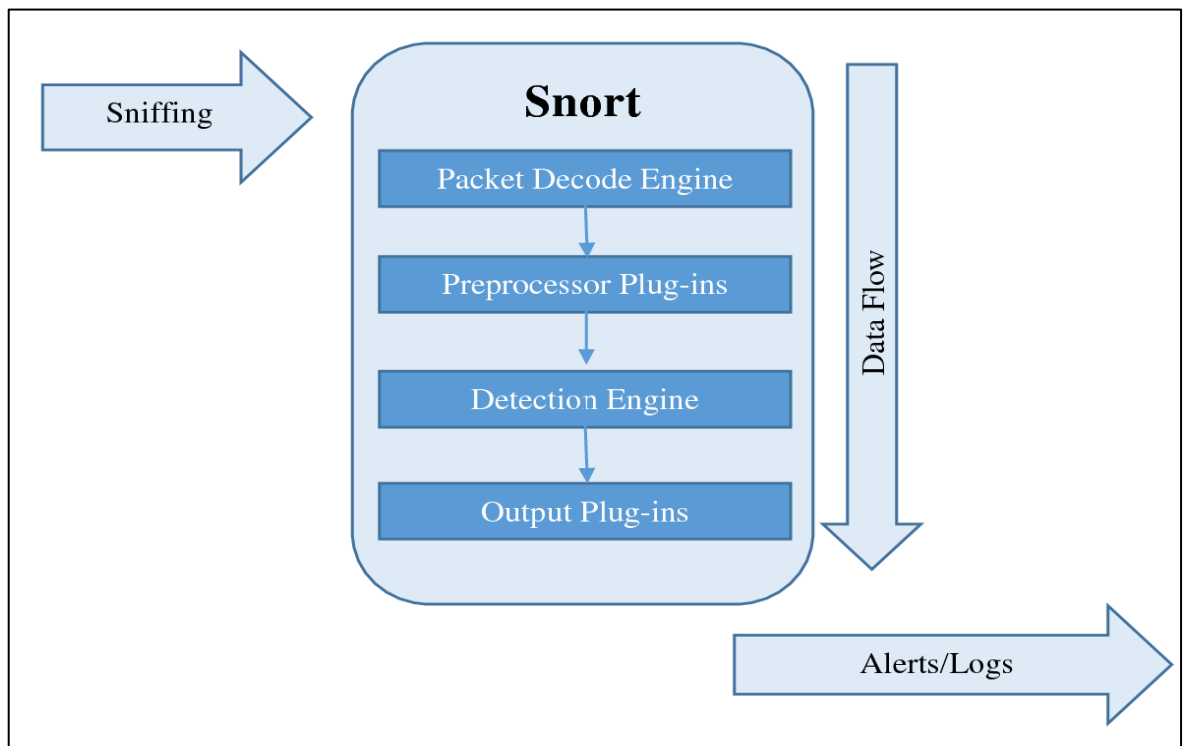 Sniffing
Snort
Packet Decode Engine
Preprocessor Plug-ins
Detection Engine
Output Plug-ins
Data Flow
Alerts/Logs